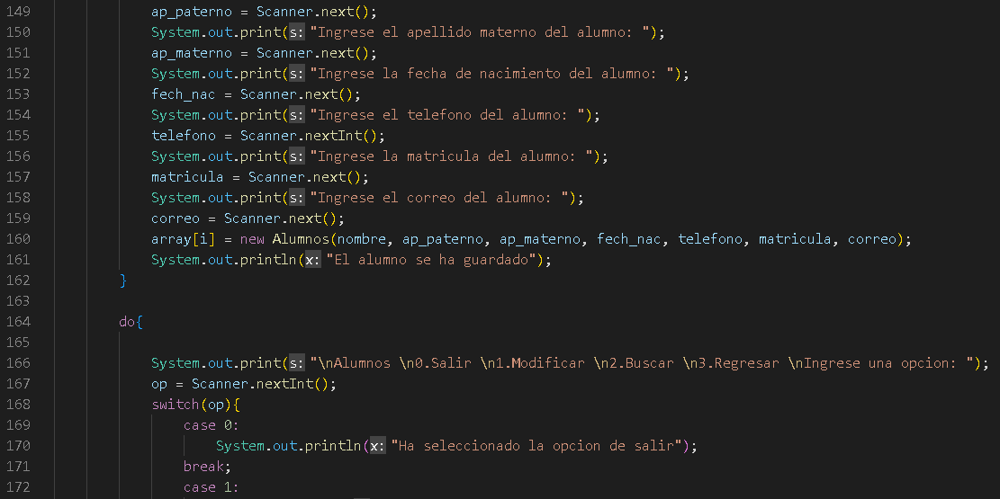 149 ap_paterno = Scanner.next();
150 System.out.print(s: "Ingrese el apellido materno del alumno: ");
151 ap_materno = Scanner.next();
152 System.out.print(s: "Ingrese la fecha de nacimiento del alumno: ");
153 fech_nac = Scanner.next();
154 System.out.print(s: "Ingrese el telefono del alumno: ");
155 telefono = Scanner.nextInt();
156 System.out.print(s: "Ingrese la matricula del alumno: ");
157 matricula = Scanner.next();
158 System.out.print(s: "Ingrese el correo del alumno: ");
159 correo = Scanner.next();
160 array[i] = new Alumnos(nombre, ap_paterno, ap_materno, fech_nac, telefono, matricula, correo);
161 System.out.println(x: "El alumno se ha guardado");
162 }
163
164 do{
165
166 System.out.print(s: "\nAlumnos \n0.Salir \n1.Modificar \n2.Buscar \n3.Regresar \nIngrese una opcion: ");
167 op = Scanner.nextInt();
168 switch(op){
169 case 0:
170 System.out.println(x: "Ha seleccionado la opcion de salir");
171 break;
172 case 1: